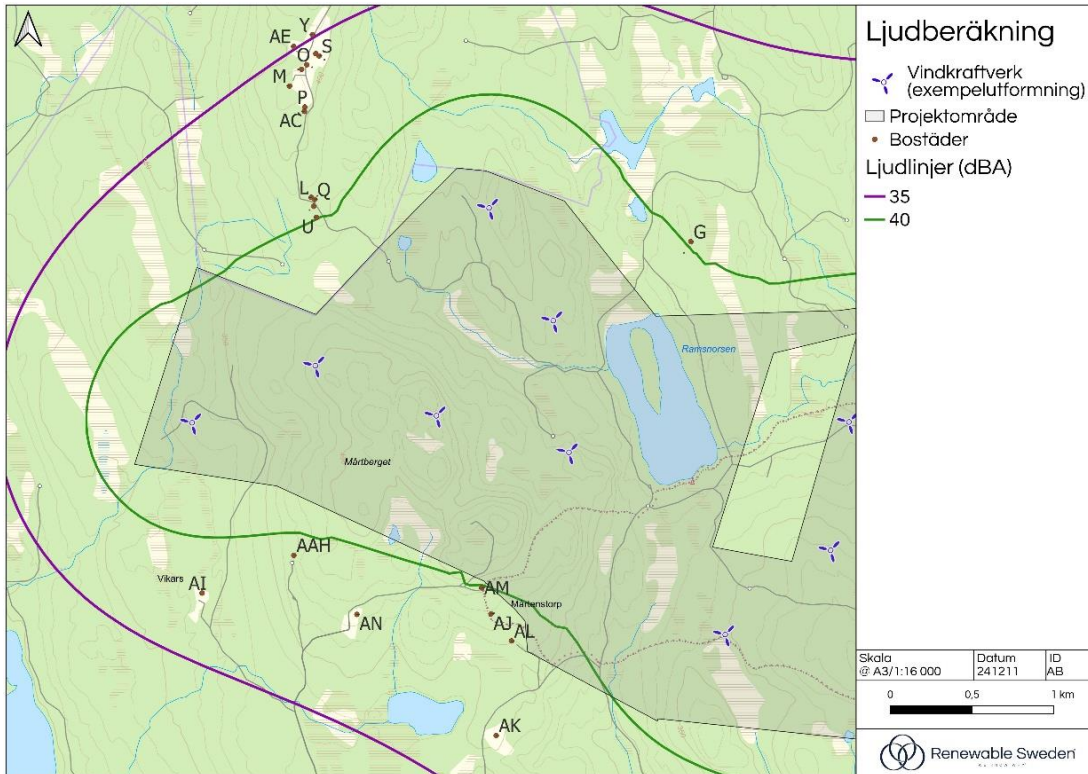 Ljudberäkning
Vindkraftverk
(exempelutformning)
Projektområde
Bostäder
Ljudlinjer (dBA)
35
40
Y
AE
S
O
M
P
AC
L Q
U
G
Ramsnorsen
Mårtberget
AAH
Vikars
AI
AM
Mårtenstorp
AN
AJ
AL
AK
Skala
@ A3/1:16 000
Datum
241211
ID
AB
0 0,5 1 km
Renewable Sweden